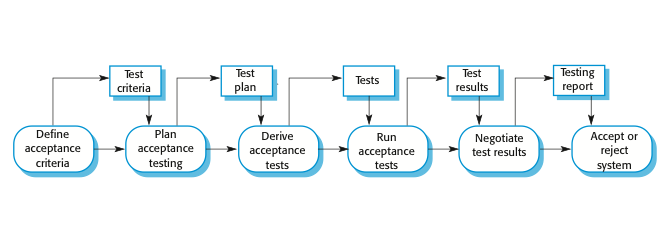 Test
criteria
Test
plan
Tests
Test
results
Testing
report
Define
acceptance
criteria
Plan
acceptance
testing
Derive
acceptance
tests
Run
acceptance
tests
Negotiate
test results
Accept or
reject
system